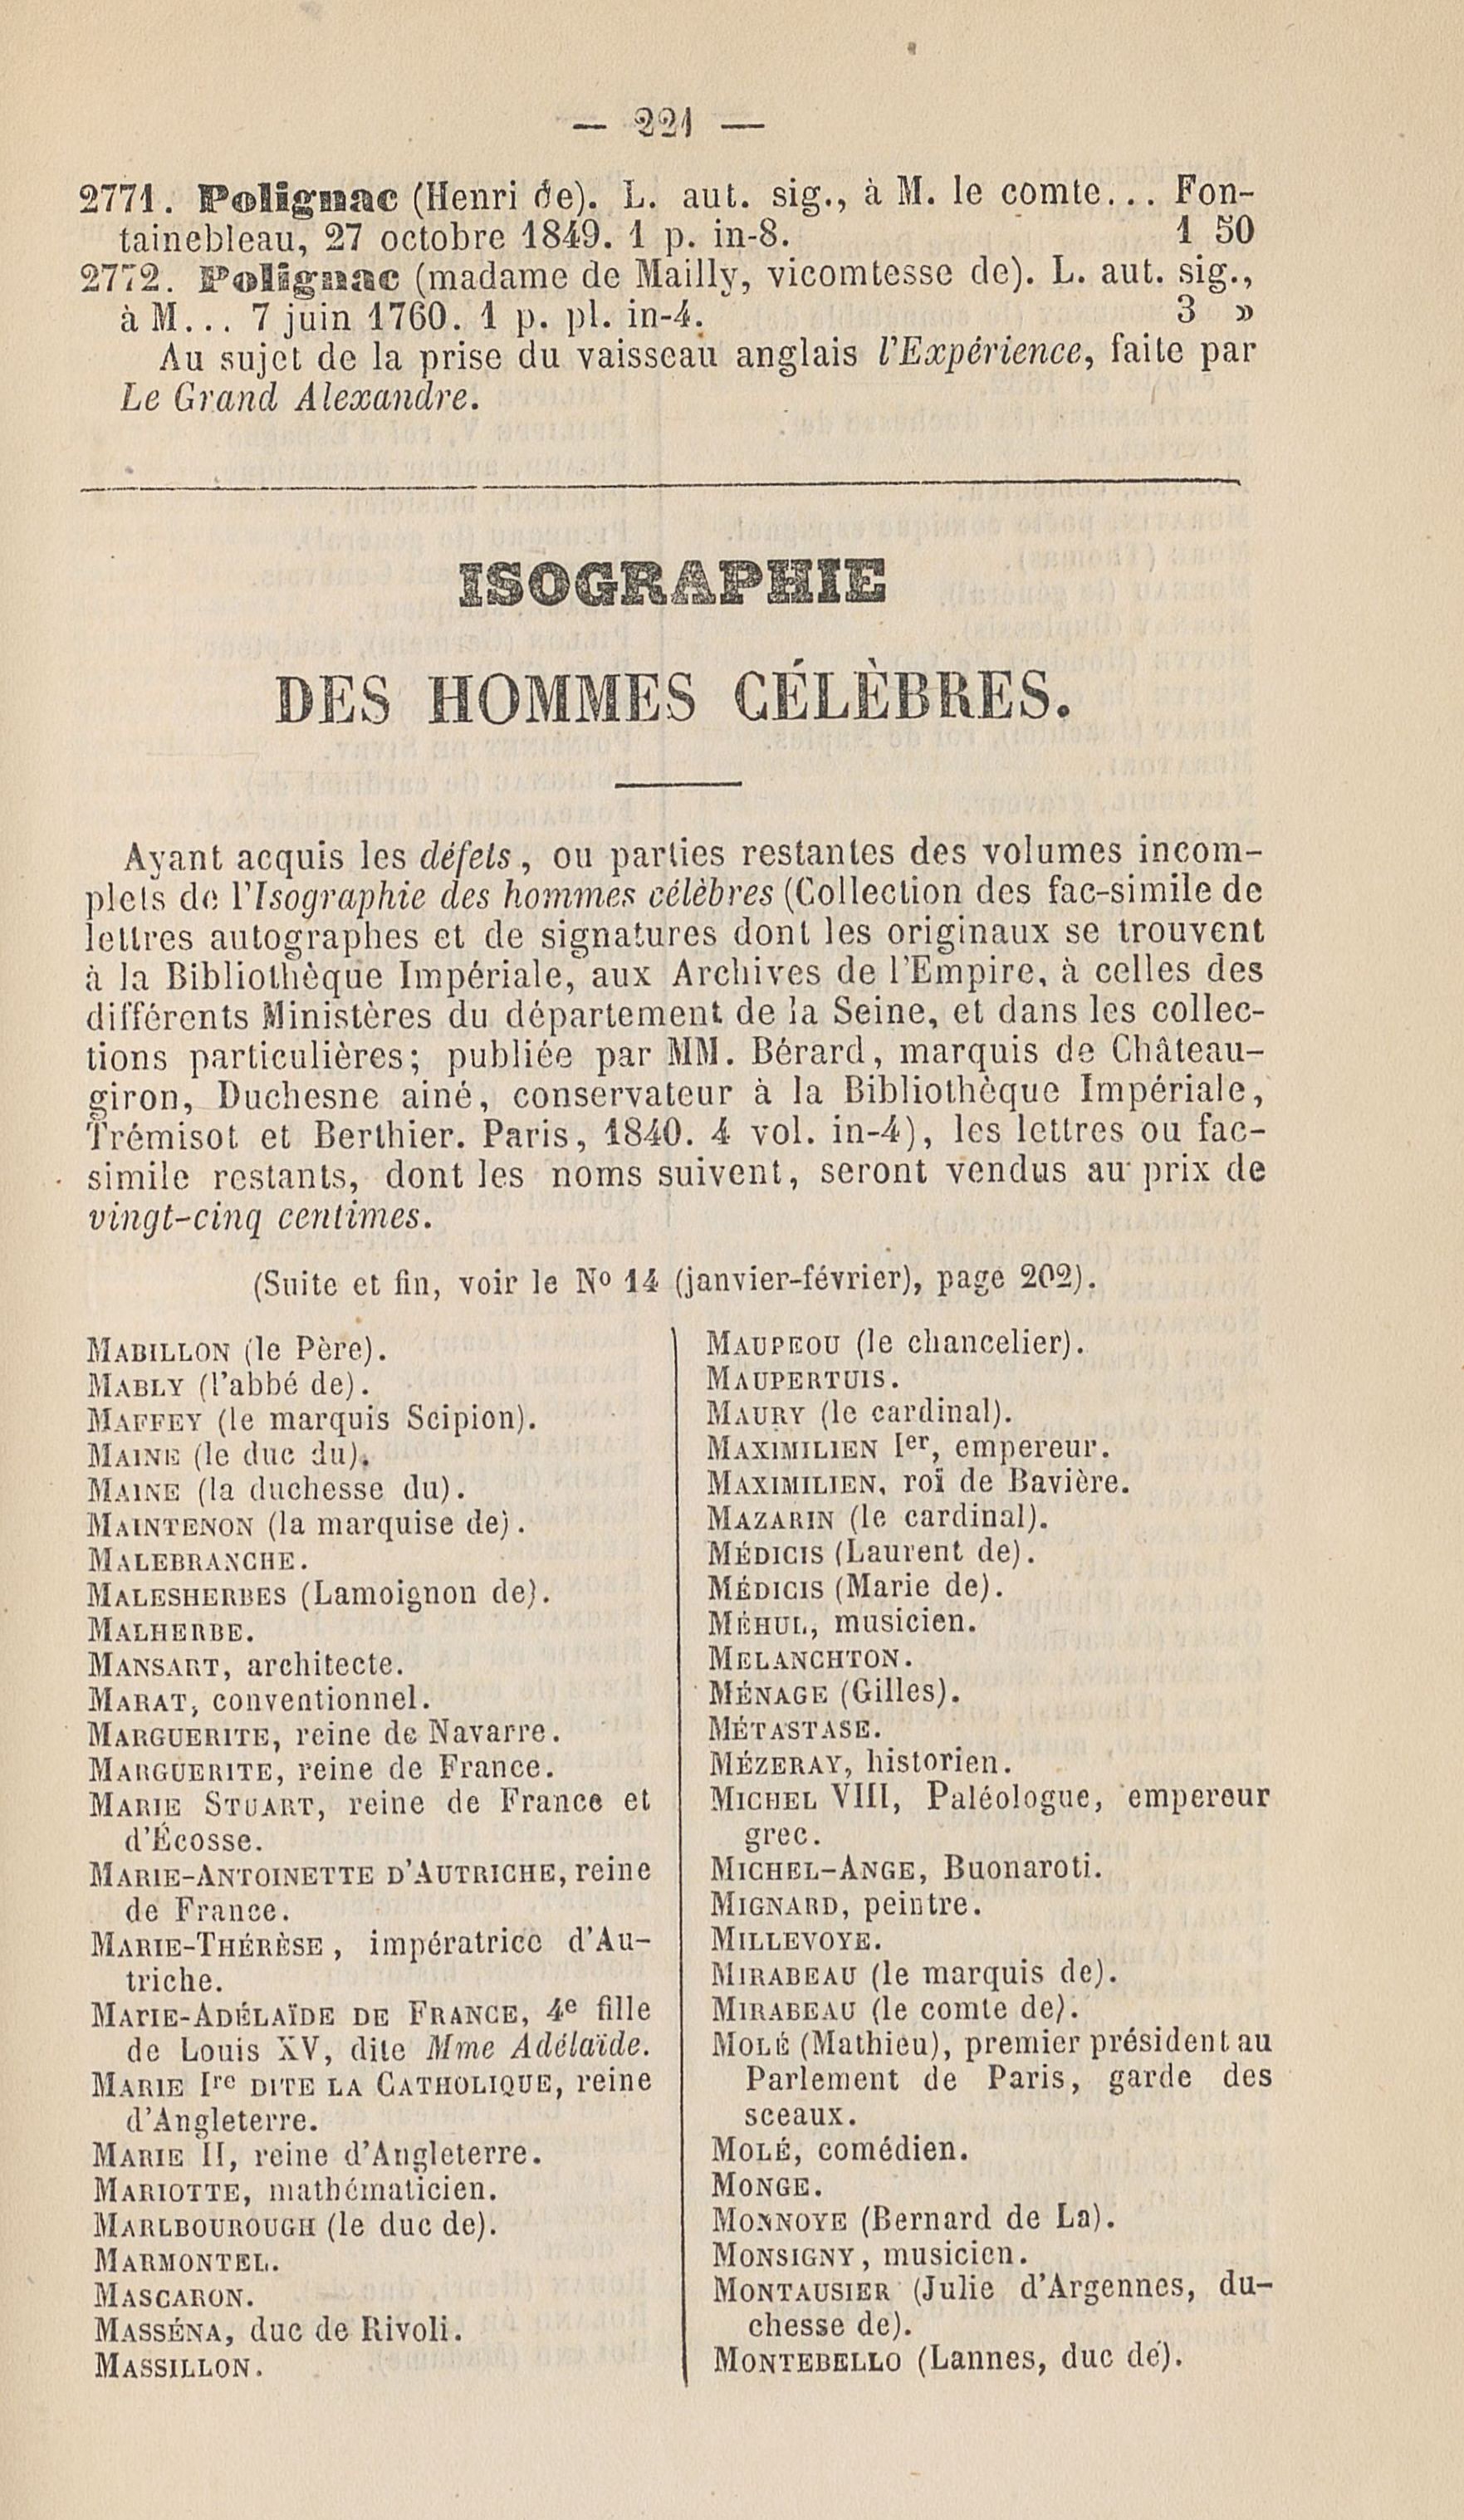 — 221 —
2771. Polignac (Henri de). L. aut. sig., à M. le comte... Fon-
tainebleau, 27 octobre 1849. 1 p. in-8. 1 50
2772. Polignac (madame de Mailly, vicomtesse de). L. aut. sig.,
à M... 7 juin 1760. 1 p. pl. in-4. 3 »
Au sujet de la prise du vaisseau anglais l'Expérience, faite par
Le Grand Alexandre.
ISOGRAPHIE
DES HOMMES CÉLÈBRES.
Ayant acquis les défets, ou parties restantes des volumes incom-
plets de l'Isographie des hommes célèbres (Collection des fac-simile de
lettres autographes et de signatures dont les originaux se trouvent
à la Bibliothèque Impériale, aux Archives de l'Empire, à celles des
différents Ministères du département de la Seine, et dans les collec-
tions particulières; publiée par MM. Bérard, marquis de Château-
giron, Duchesne ainé, conservateur à la Bibliothèque Impériale,
Trémisot et Berthier. Paris, 1840. 4 vol. in-4), les lettres ou fac-
simile restants, dont les noms suivent, seront vendus au prix de
vingt-cinq centimes.
(Suite et fin, voir le No 14 (janvier-février), page 202).
MABILLON (le Père).
MABLY (l'abbé de).
MAFFEY (le marquis Scipion).
MAINE (le duc du).
MAINE (la duchesse du).
MAINTENON (la marquise de).
MALEBRANCHE.
MALESHERBES (Lamoignon de).
MALHERBE.
MANSART, architecte.
MARAT, conventionnel.
MARGUERITE, reine de Navarre.
MARGUERITE, reine de France.
MARIE STUART, reine de France et
d'Écosse.
MARIE-ANTOINETTE D'AUTRICHE, reine
de France.
MARIE-THÉRÈSE, impératrice d'Au-
triche.
MARIE-ADÉLAÏDE DE FRANCE, 4e fille
de Louis XV, dite Mme Adélaïde.
MARIE Ire DITE LA CATHOLIQUE, reine
d'Angleterre.
MARIE II, reine d'Angleterre.
MARIOTTE, mathématicien.
MARLBOUROUGH (le duc de).
MARMONTEL.
MASCARON.
MASSÉNA, duc de Rivoli.
MASSILLON.
MAUPEOU (le chancelier).
MAUPERTUIS.
MAURY (le cardinal).
MAXIMILIEN Ier, empereur.
MAXIMILIEN, roi de Bavière.
MAZARIN (le cardinal).
MÉDICIS (Laurent de).
MÉDICIS (Marie de).
MÉHUL, musicien.
MELANCHTON.
MÉNAGE (Gilles).
MÉTASTASE.
MÉZERAY, historien.
MICHEL VIII, Paléologue, empereur
grec.
MICHEL-ANGE, Buonaroti.
MIGNARD, peintre.
MILLEVOYE.
MIRABEAU (le marquis de).
MIRABEAU (le comte de).
MOLÉ (Mathieu), premier président au
Parlement de Paris, garde des
sceaux.
MOLÉ, comédien.
MONGE.
MONNOYE (Bernard de La).
MONSIGNY, musicien.
MONTAUSIER (Julie d'Argennes, du-
chesse de).
MONTEBELLO (Lannes, duc de).